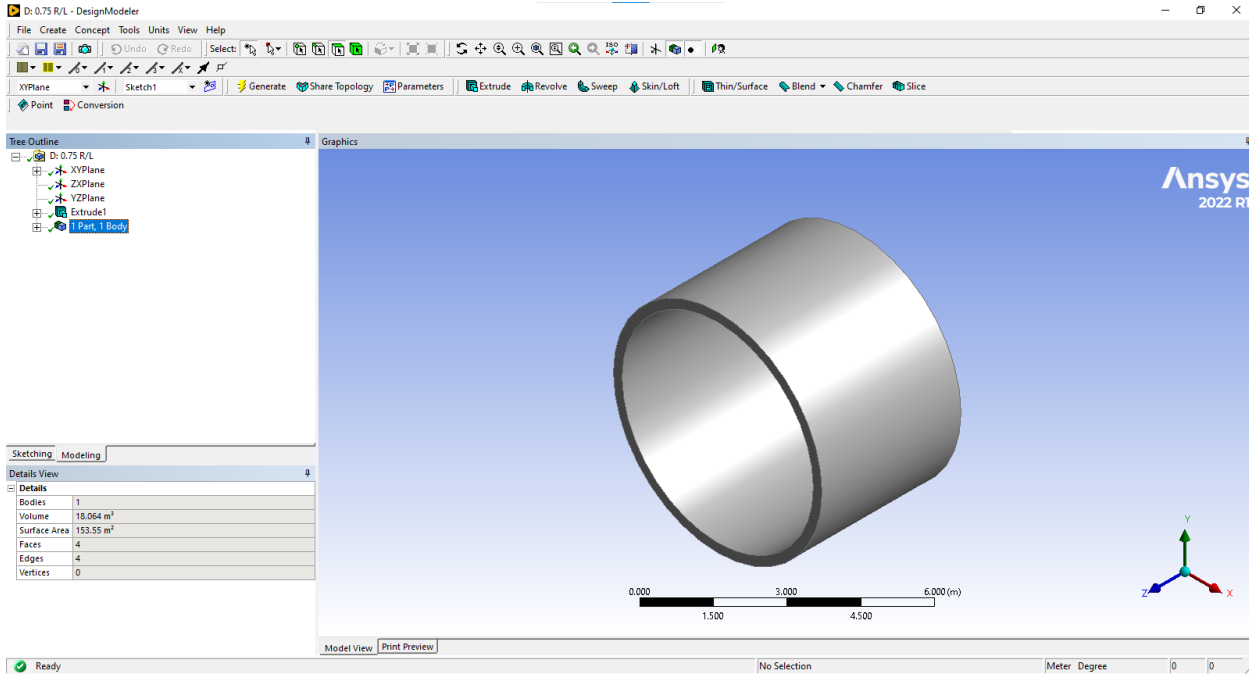 D: 0.75 R/L - DesignModeler
File Create Concept Tools Units View Help
Undo Redo Select: ISO
XYPlane Sketch1 Generate Share Topology Parameters Extrude Revolve Sweep Skin/Loft Thin/Surface Blend Chamfer Slice
Point Conversion
Tree Outline
D: 0.75 R/L
XYPlane
ZXPlane
YZPlane
Extrude1
1 Part, 1 Body
Sketching Modeling
Details View
Details
Bodies 1
Volume 18.064 m³
Surface Area 153.55 m²
Faces 4
Edges 4
Vertices 0
Graphics
Ansys
2022 R1
0.000 3.000 6.000 (m)
1.500 4.500
Y
Z X
Model View Print Preview
Ready No Selection Meter Degree 0 0